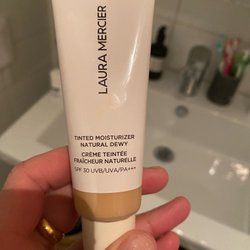 LAURA MERCIER
TINTED MOISTURIZER
NATURAL DEWY
CRÈME TEINTÉE
FRAÎCHEUR NATURELLE
SPF 30 UVB/UVA/PA+++